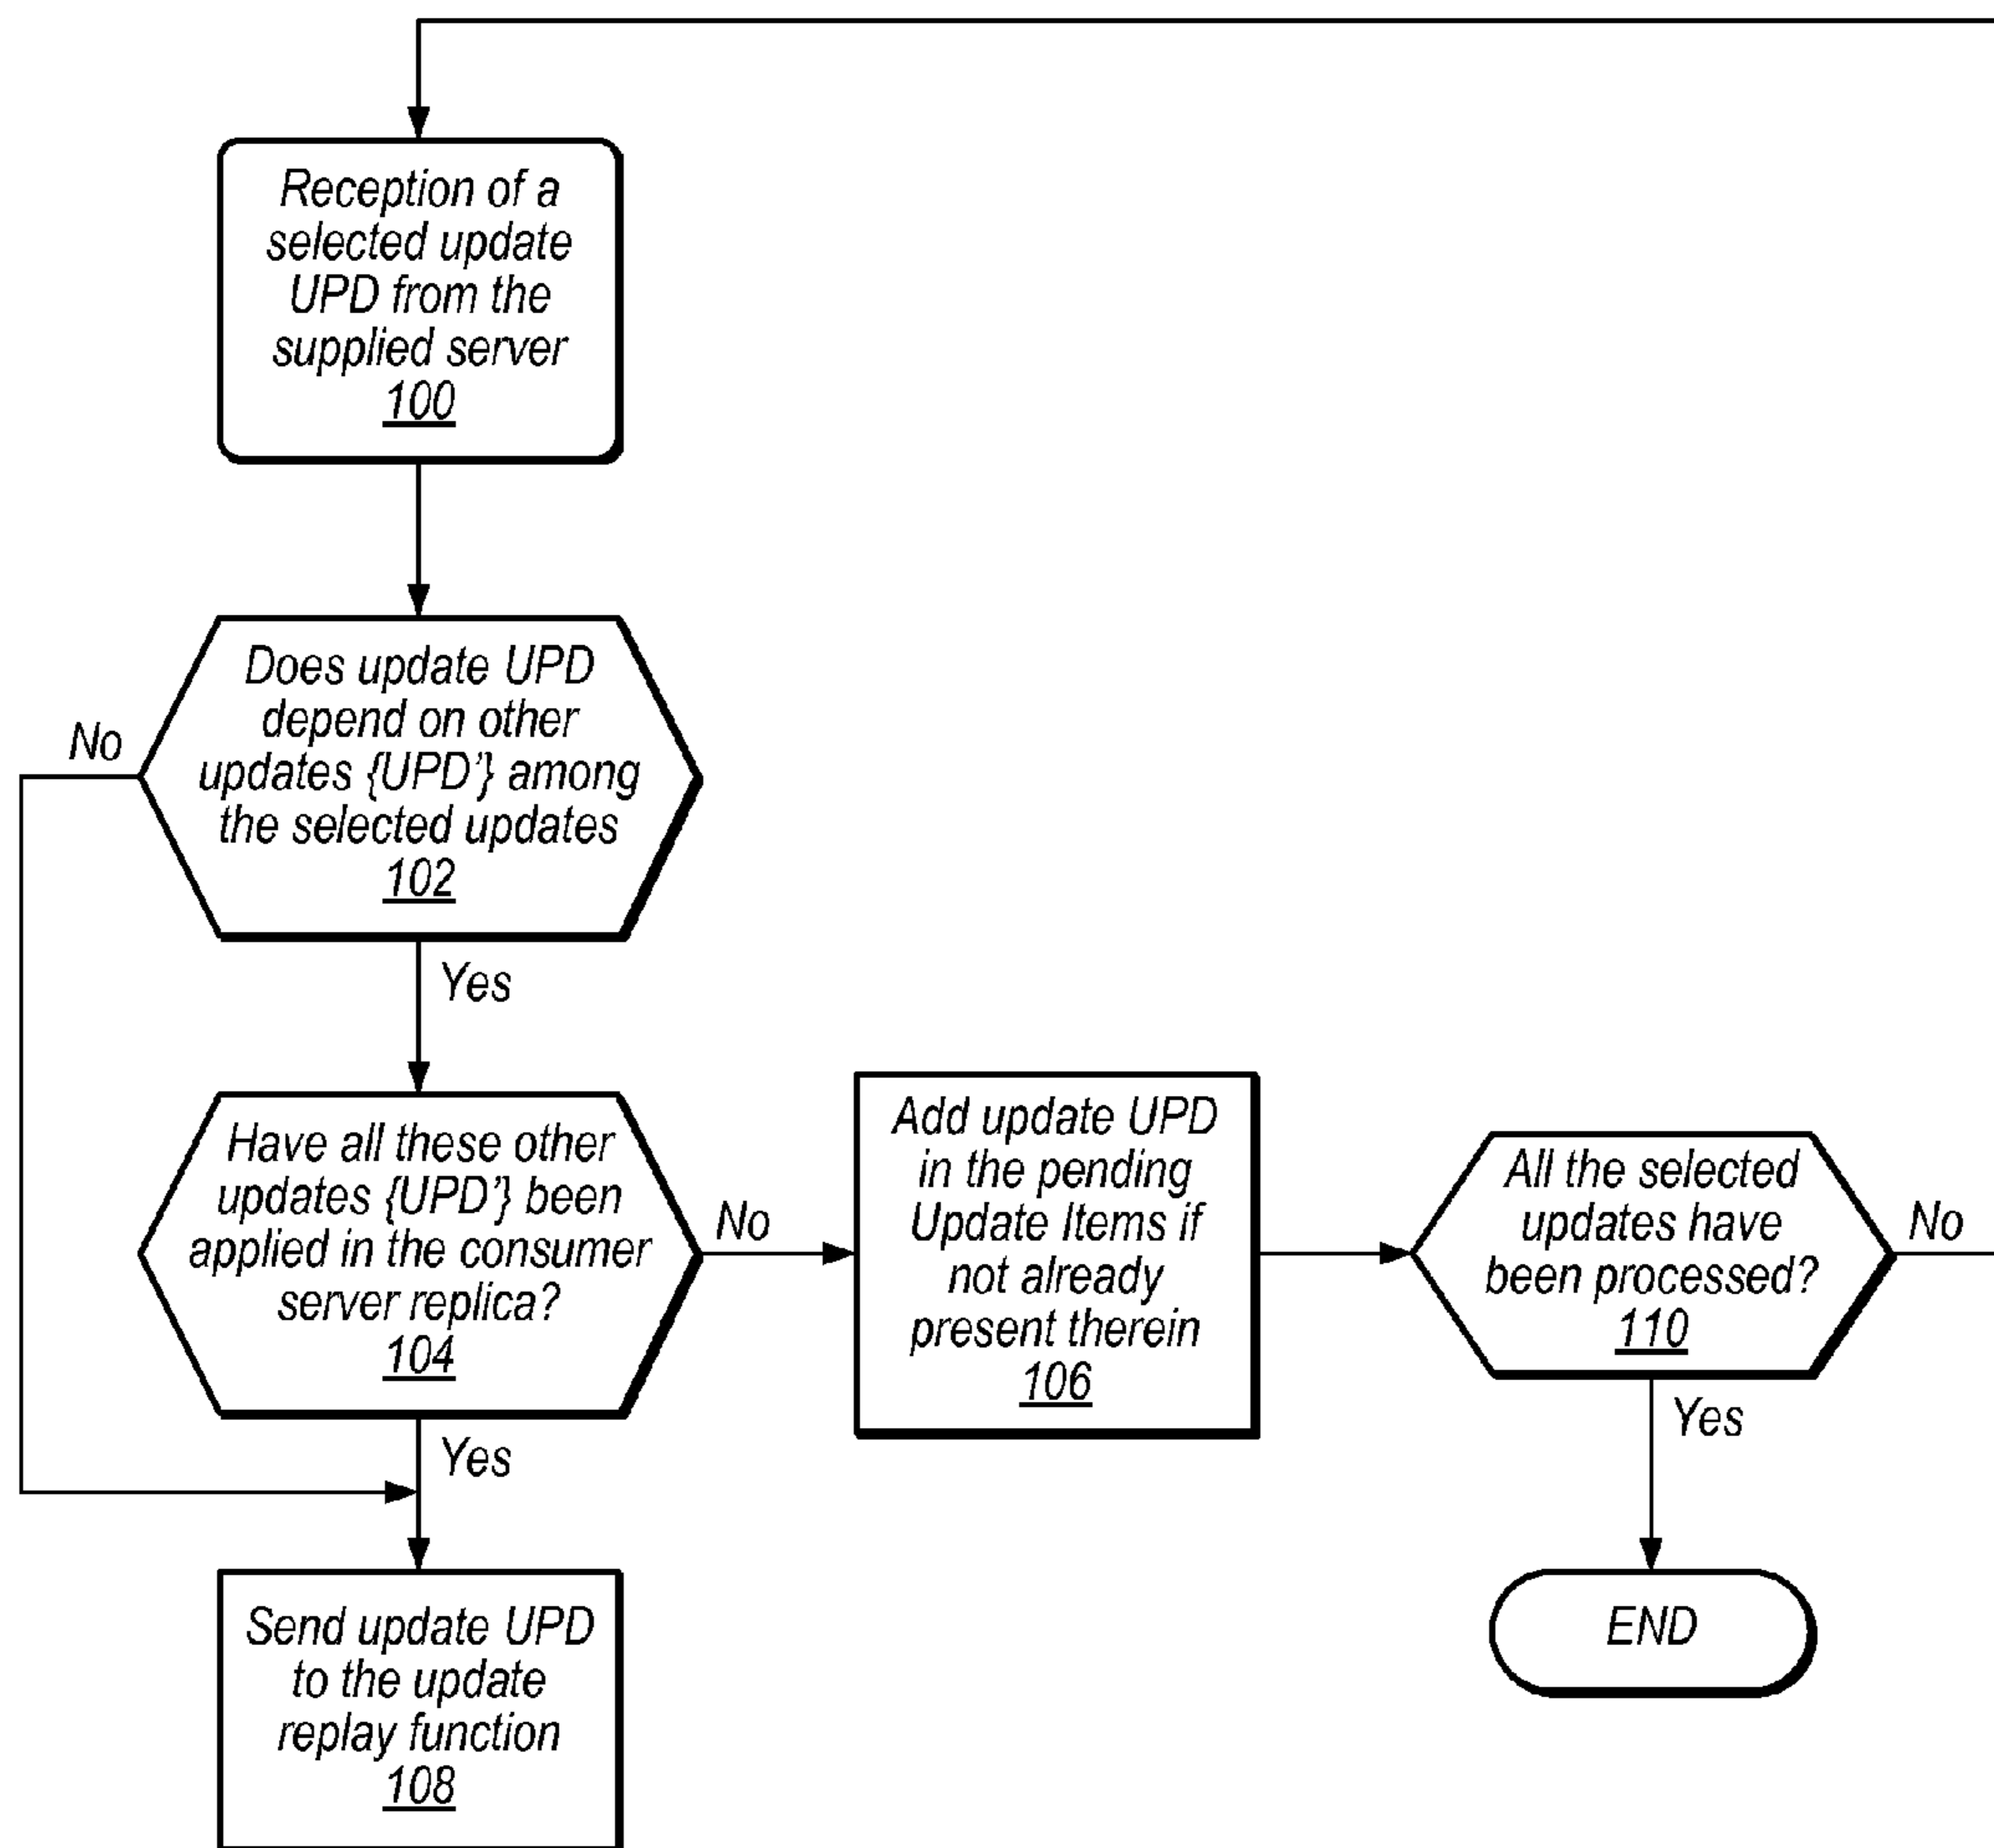 Reception of a
selected update
UPD from the
supplied server
100
Does update UPD
depend on other
updates {UPD'} among
the selected updates
102
No
Yes
Have all these other
updates {UPD'} been
applied in the consumer
server replica?
104
No
Yes
Add update UPD
in the pending
Update Items if
not already
present therein
106
All the selected
updates have
been processed?
110
No
Yes
Send update UPD
to the update
replay function
108
END